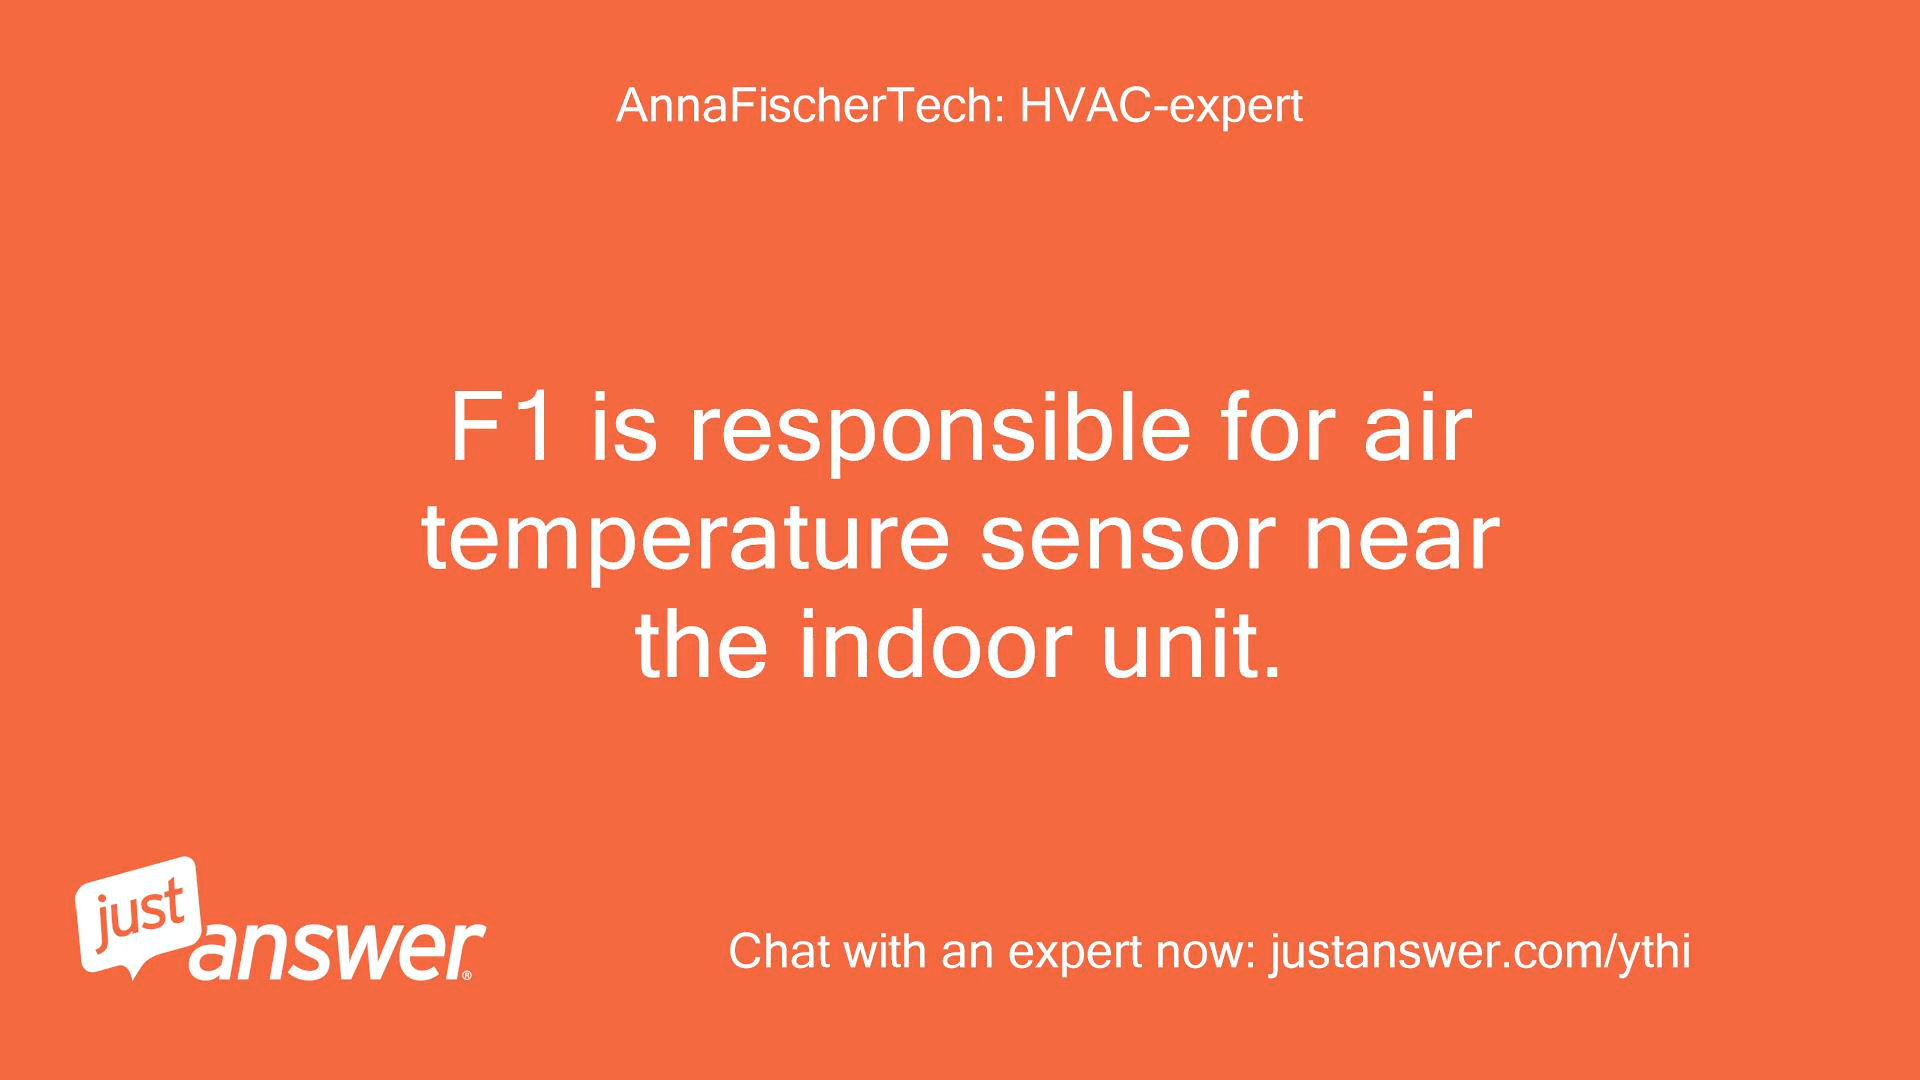 AnnaFischerTech: HVAC-expert
F1 is responsible for air
temperature sensor near
the indoor unit.
just
answer®
Chat with an expert now: justanswer.com/ythi